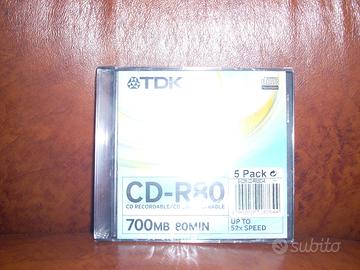 TDK
5 Pack
CD-R80
CD RECORDABLE/CD
700MB 80MIN
UP TO
52x SPEED
subito